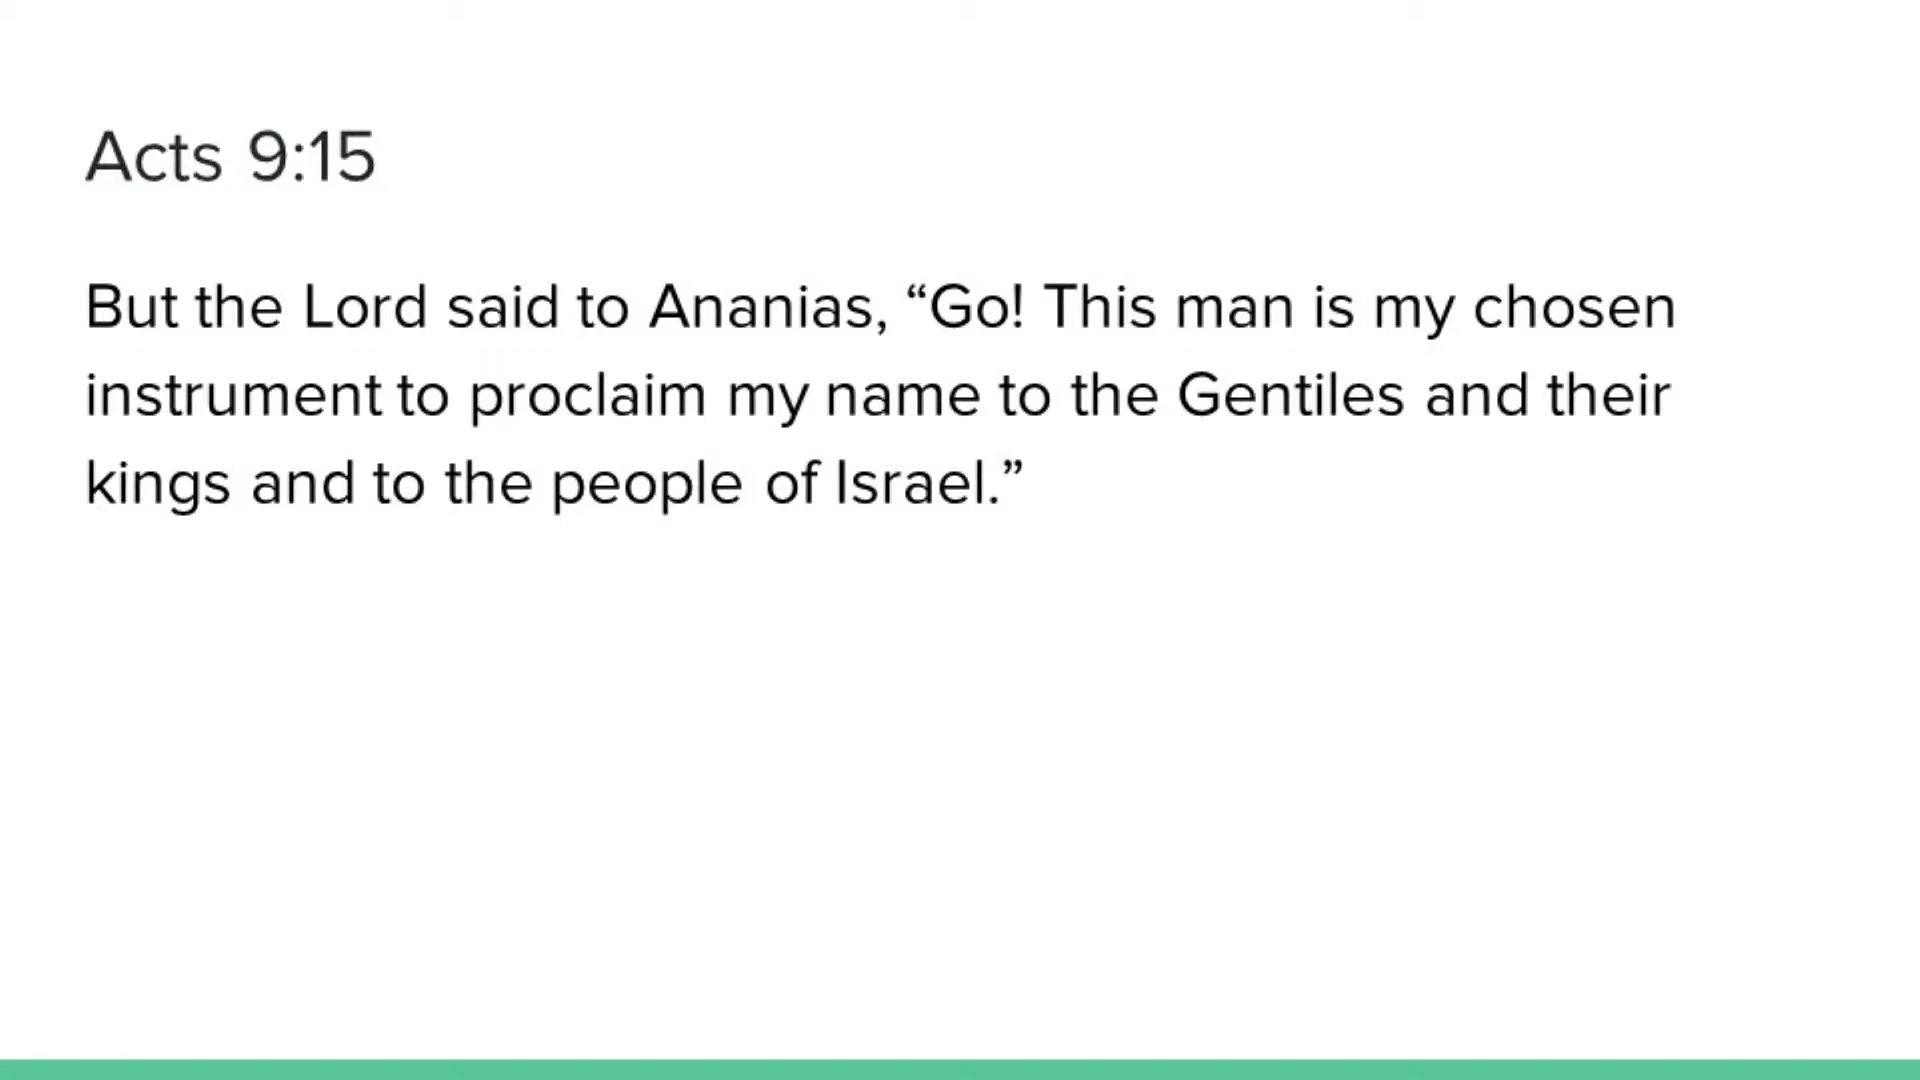 Acts 9:15
But the Lord said to Ananias, “Go! This man is my chosen
instrument to proclaim my name to the Gentiles and their
kings and to the people of Israel.”